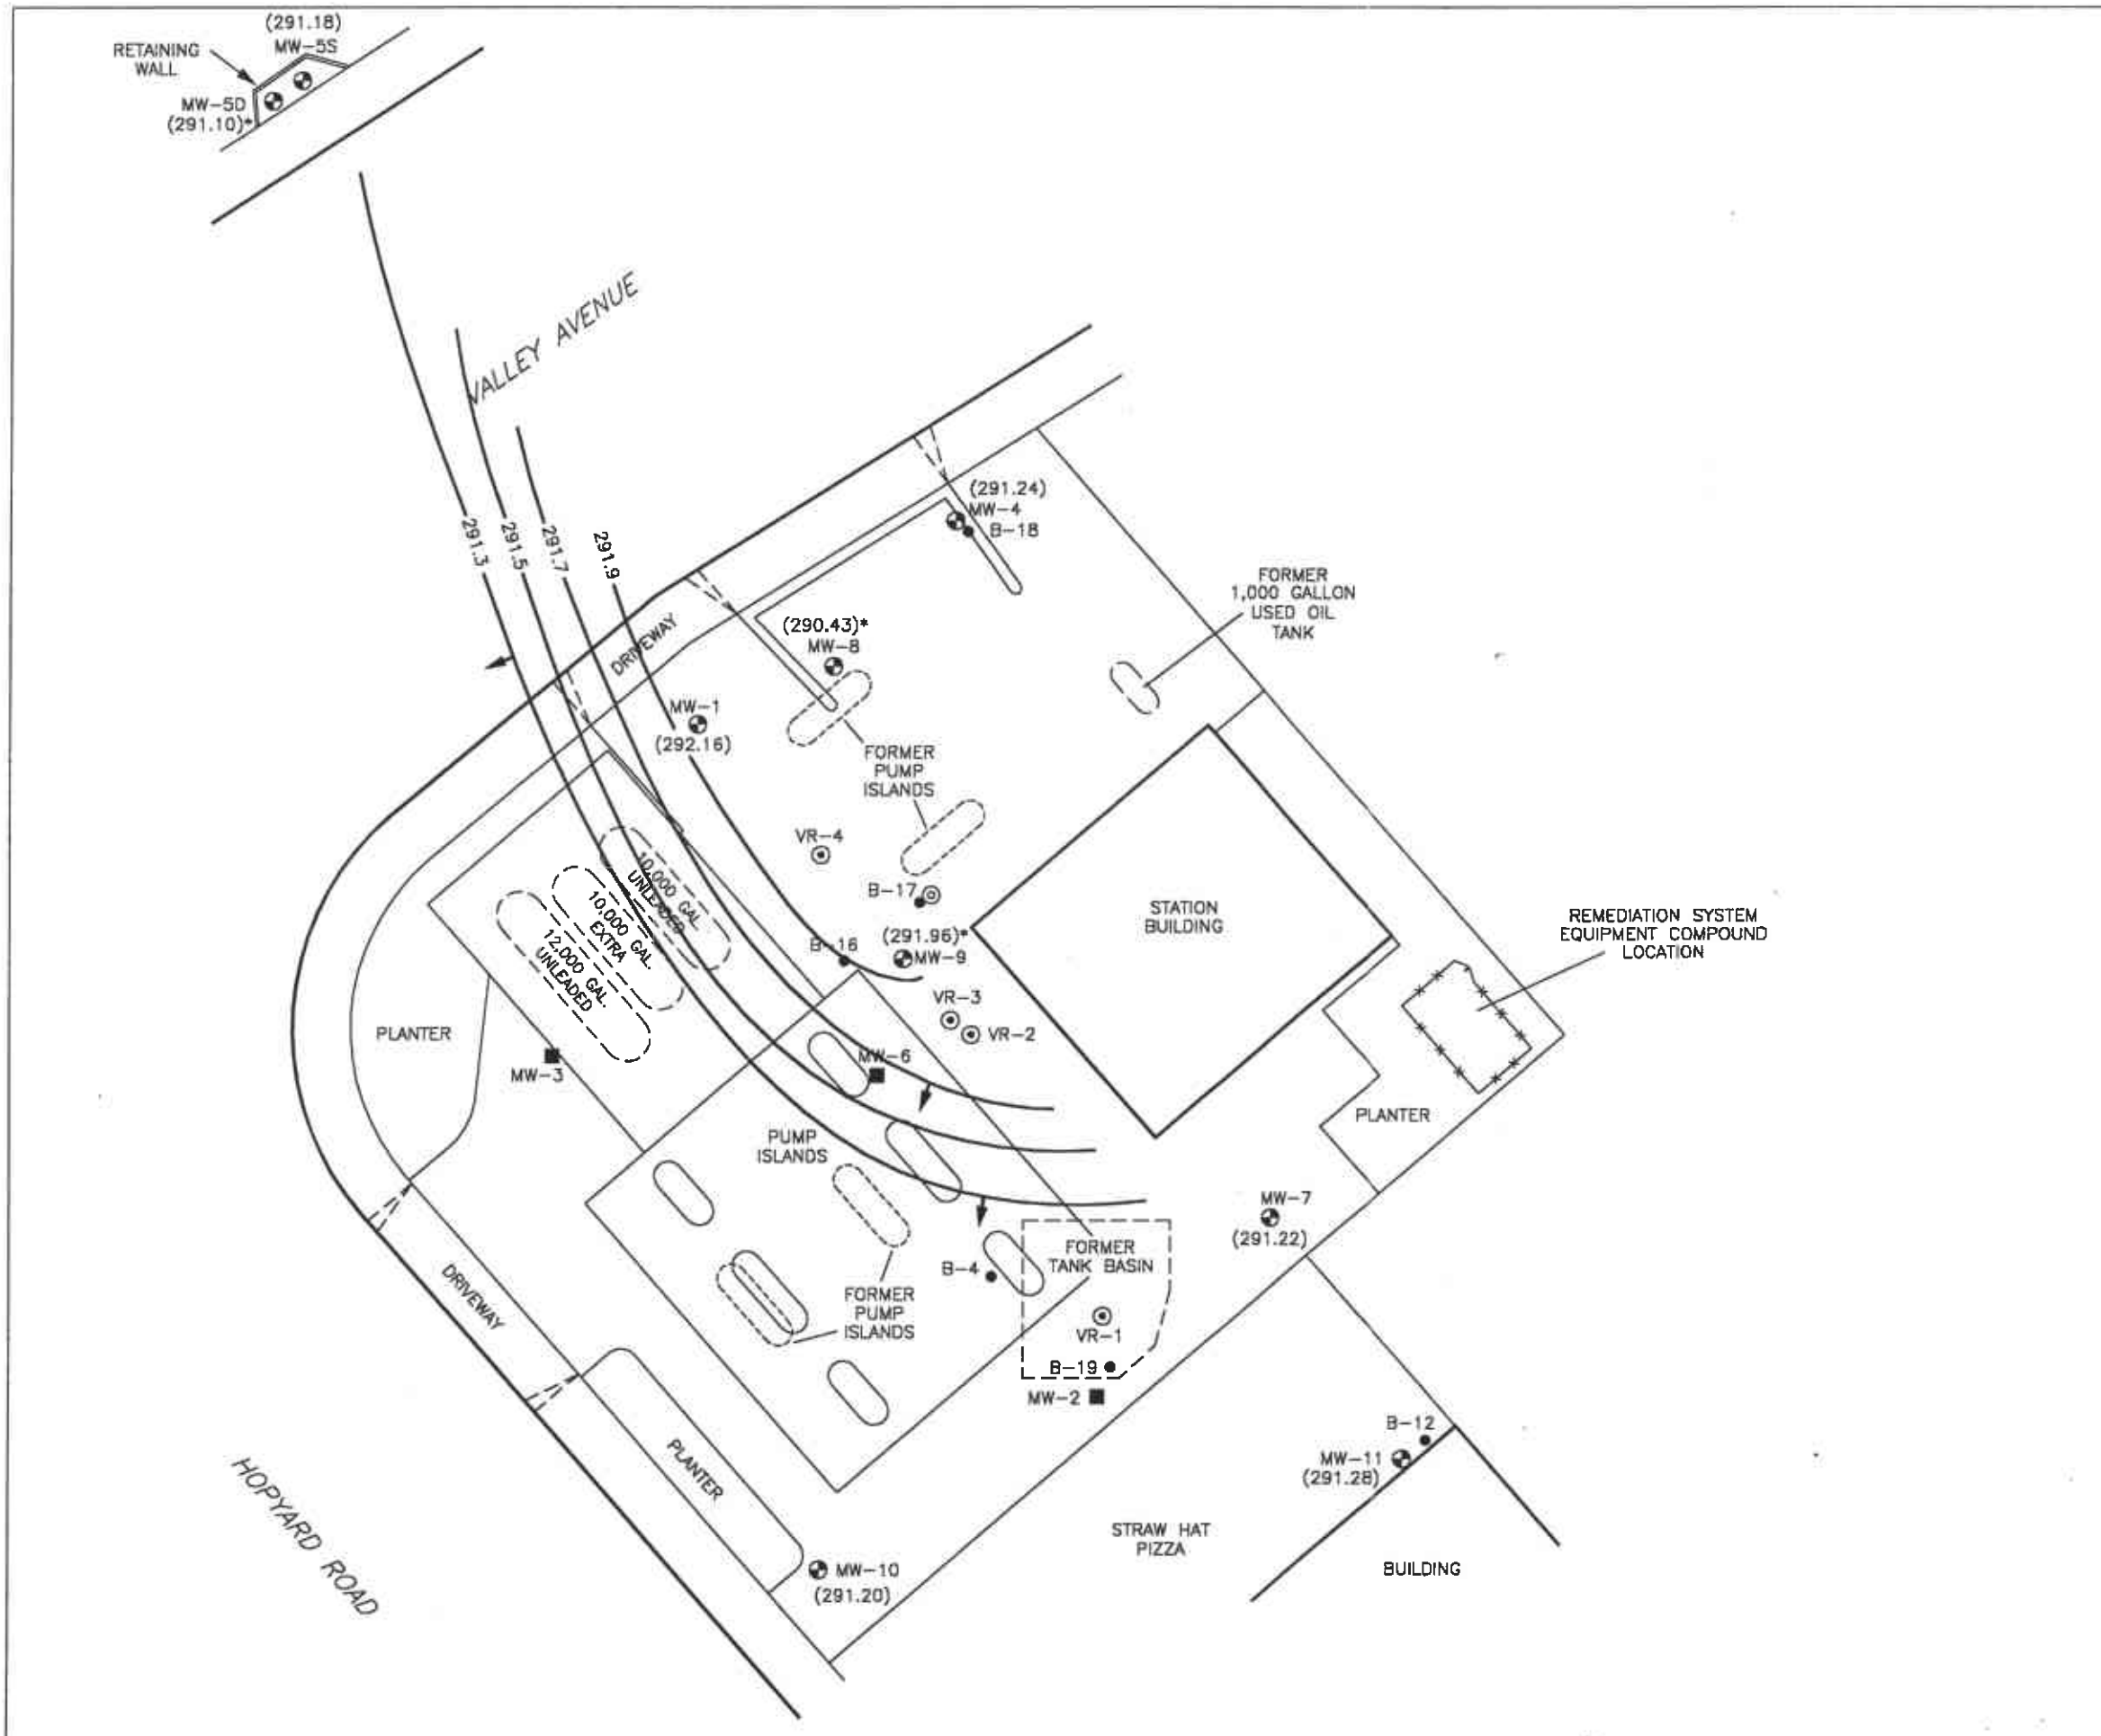 (291.18)
MW-5S
RETAINING
WALL
MW-5D
(291.10)*
VALLEY AVENUE
291.3
291.5
291.7
291.9
(291.24)
MW-4
B-18
FORMER
1,000 GALLON
USED OIL
TANK
DRIVEWAY
(290.43)*
MW-8
MW-1
(292.16)
FORMER
PUMP
ISLANDS
VR-4
B-17
10,000 GAL.
UNLEADED
10,000 GAL.
EXTRA
12,000 GAL.
UNLEADED
B-16
(291.96)*
MW-9
STATION
BUILDING
REMEDIATION SYSTEM
EQUIPMENT COMPOUND
LOCATION
VR-3
VR-2
PLANTER
MW-3
MW-6
PLANTER
PUMP
ISLANDS
MW-7
(291.22)
FORMER
TANK BASIN
B-4
DRIVEWAY
FORMER
PUMP
ISLANDS
VR-1
B-19
MW-2
PLANTER
B-12
MW-11
(291.28)
HOPYARD ROAD
STRAW HAT
PIZZA
BUILDING
MW-10
(291.20)